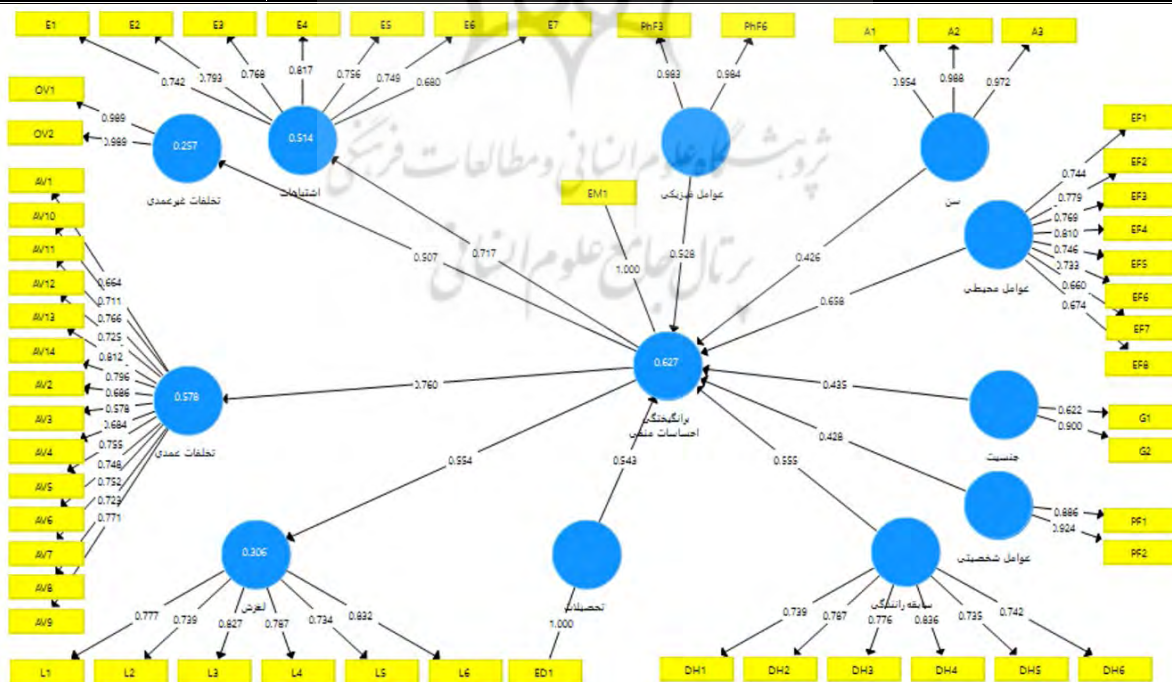 E1 E2 E3 E4 E5 E6 E7 PhF3 PhF6 A1 A2 A3
0.742 0.793 0.768 0.817 0.756 0.749 0.680 0.983 0.984 0.954 0.988 0.972
OV1 0.989
OV2 0.989
0.257
تخلفات غیرعمدی
0.514
اشتباهات
عوامل فیزیکی
سن
پژوهشگاه علوم انسانی و مطالعات فرهنگی
پرتال جامع علوم انسانی
EM1
1.000
0.507
0.717
0.528
0.426
0.658
EF1
EF2
EF3
EF4
EF5
EF6
EF7
EF8
0.744
0.779
0.769
0.810
0.746
0.733
0.660
0.674
عوامل محیطی
AV1
AV10
AV11
AV12
AV13
AV14
AV2
AV3
AV4
AV5
AV6
AV7
AV8
AV9
0.664
0.711
0.766
0.725
0.812
0.796
0.686
0.578
0.684
0.755
0.748
0.752
0.723
0.771
0.578
تخلفات عمدی
0.760
0.627
برانگیختگی
احساسات منفی
0.435
0.622
0.900
G1
G2
جنسیت
0.428
0.886
0.924
PF1
PF2
عوامل شخصیتی
0.554
0.543
0.555
0.306
لغزش
تحصیلات
سابقه رانندگی
0.777 0.739 0.827 0.787 0.734 0.832
1.000
0.739 0.787 0.776 0.836 0.735 0.742
L1 L2 L3 L4 L5 L6 ED1 DH1 DH2 DH3 DH4 DH5 DH6